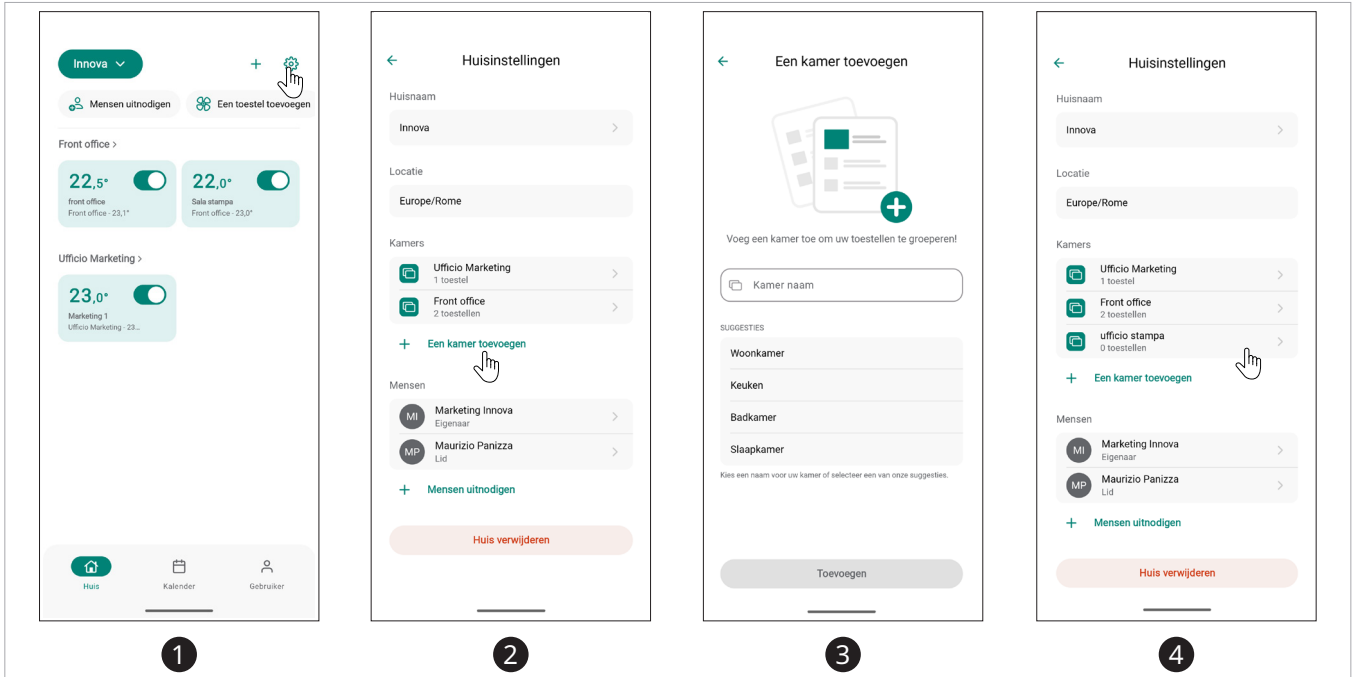 Innova
Mensen uitnodigen
Een toestel toevoegen
Front office >
22,5°
front office
Front office - 23,1°
22,0°
Sala stampa
Front office - 23,0°
Ufficio Marketing >
23,0°
Marketing 1
Ufficio Marketing - 23...
Huis
Kalender
Gebruiker
1
Huisinstellingen
Huisnaam
Innova
Locatie
Europe/Rome
Kamers
Ufficio Marketing
1 toestel
Front office
2 toestellen
+ Een kamer toevoegen
Mensen
MI
Marketing Innova
Eigenaar
MP
Maurizio Panizza
Lid
+ Mensen uitnodigen
Huis verwijderen
2
Een kamer toevoegen
Voeg een kamer toe om uw toestellen te groeperen!
Kamer naam
SUGGESTIES
Woonkamer
Keuken
Badkamer
Slaapkamer
Kies een naam voor uw kamer of selecteer een van onze suggesties.
Toevoegen
3
Huisinstellingen
Huisnaam
Innova
Locatie
Europe/Rome
Kamers
Ufficio Marketing
1 toestel
Front office
2 toestellen
ufficio stampa
0 toestellen
+ Een kamer toevoegen
Mensen
MI
Marketing Innova
Eigenaar
MP
Maurizio Panizza
Lid
+ Mensen uitnodigen
Huis verwijderen
4